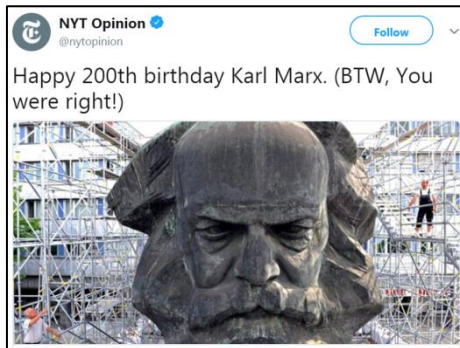 NYT Opinion
@nytopinion
Follow
Happy 200th birthday Karl Marx. (BTW, You
were right!)